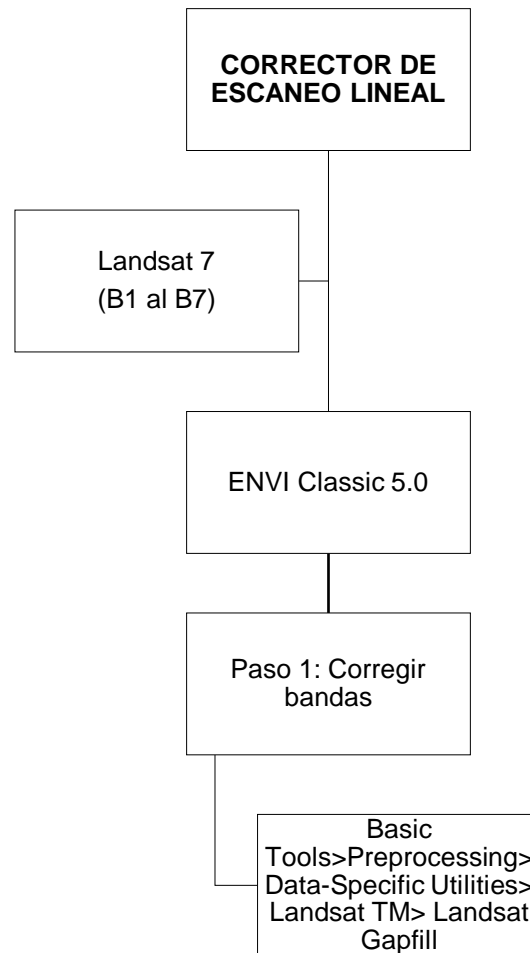 CORRECTOR DE
ESCANEO LINEAL
Landsat 7
(B1 al B7)
ENVI Classic 5.0
Paso 1: Corregir
bandas
Basic
Tools>Preprocessing>
Data-Specific Utilities>
Landsat TM> Landsat
Gapfill